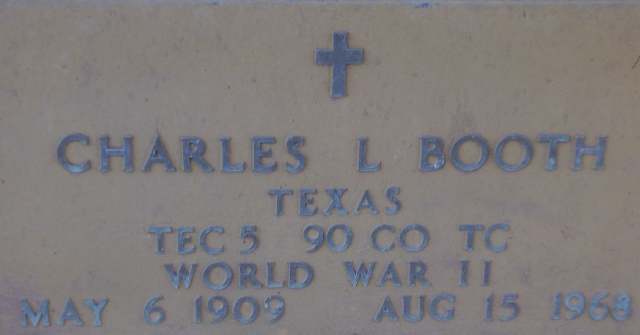 CHARLES L BOOTH
TEXAS
TEC 5 90 CO TC
WORLD WAR II
MAY 6 1909 AUG 15 1968